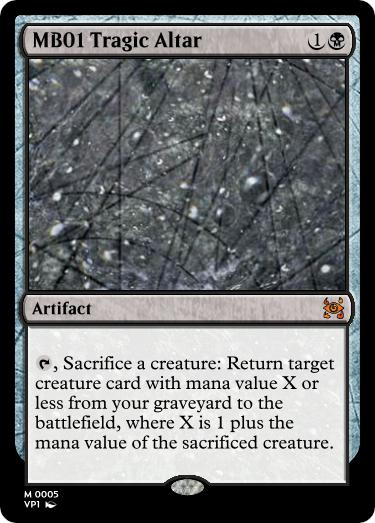 MB01 Tragic Altar 1
Artifact
, Sacrifice a creature: Return target
creature card with mana value X or
less from your graveyard to the
battlefield, where X is 1 plus the
mana value of the sacrificed creature.
M 0005
VP1